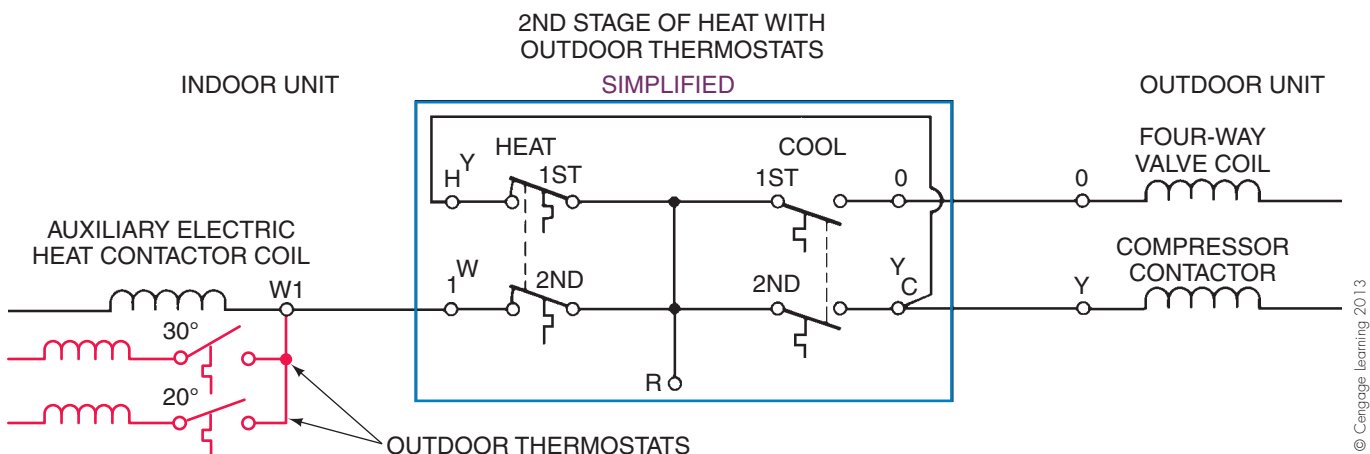 2ND STAGE OF HEAT WITH
OUTDOOR THERMOSTATS
SIMPLIFIED
INDOOR UNIT
OUTDOOR UNIT
HEAT
COOL
FOUR-WAY
VALVE COIL
H Y
1ST
1ST
0
0
AUXILIARY ELECTRIC
HEAT CONTACTOR COIL
W1
1 W
2ND
2ND
Y C
Y
COMPRESSOR
CONTACTOR
30°
20°
R
OUTDOOR THERMOSTATS
© Cengage learning 2013